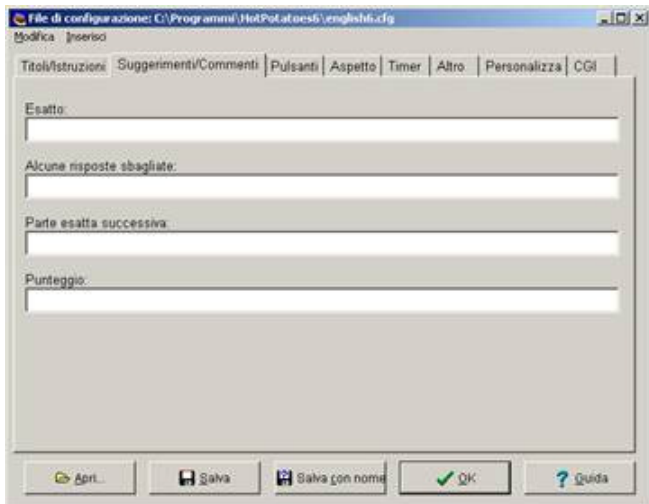 File di configurazione: C:\Programmi\HotPotatoes6\english6.cfg
Modifica Inserisci
Titoli/Istruzioni Suggerimenti/Commenti Pulsanti Aspetto Timer Altro Personalizza CGI
Esatto:
Alcune risposte sbagliate:
Parte esatta successiva:
Punteggio:
Apri... Salva Salva con nome OK Guida